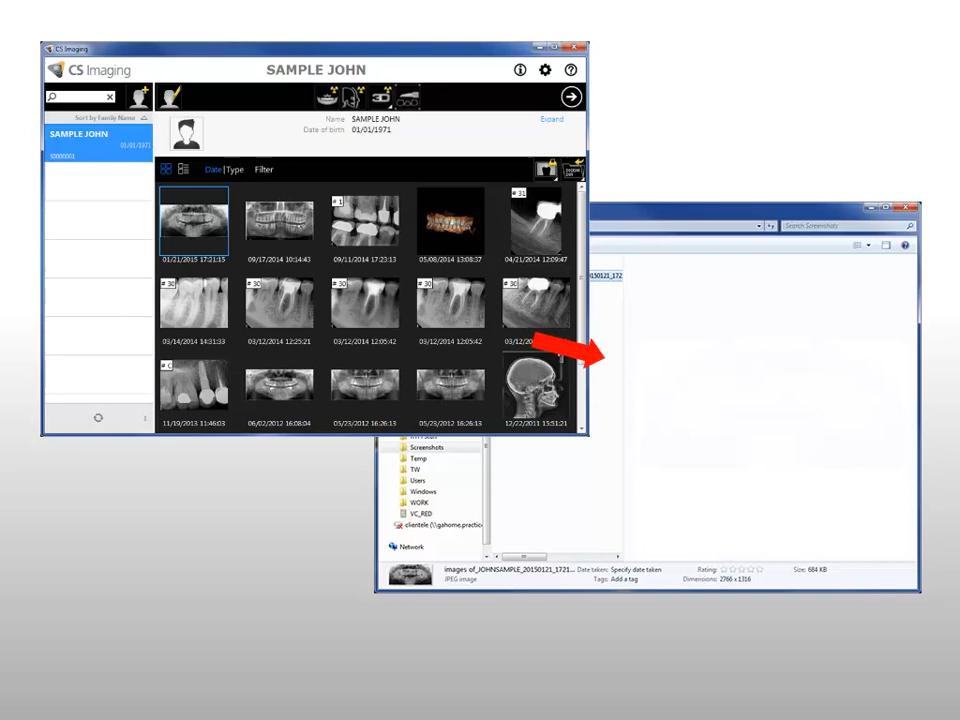 CS Imaging
CS Imaging
SAMPLE JOHN
Sort by Family Name
SAMPLE JOHN
01/01/1971
S0000001
3D
Name SAMPLE JOHN
Date of birth 01/01/1971
Expand
Date|Type Filter
# 1
# 31
01/21/2015 17:21:15
09/17/2014 10:14:43
09/11/2014 17:23:13
05/08/2014 13:08:37
04/21/2014 12:09:47
# 30
# 30
# 30
# 30
# 30
03/14/2014 14:31:33
03/12/2014 12:25:21
03/12/2014 12:05:42
03/12/2014 12:05:42
# C
11/19/2013 11:46:03
06/02/2012 16:08:04
05/23/2012 16:26:13
05/23/2012 16:26:13
12/22/2011 15:51:21
Search Screenshots
0150121_172
Screenshots
Temp
TW
Users
Windows
WORK
VC_RED
clientele (\\gahome.practice
Network
images of_JOHNSAMPLE_20150121_1721...
JPEG image
Date taken: Specify date taken
Tags: Add a tag
Rating:
Dimensions: 2766 x 1316
Size: 684 KB